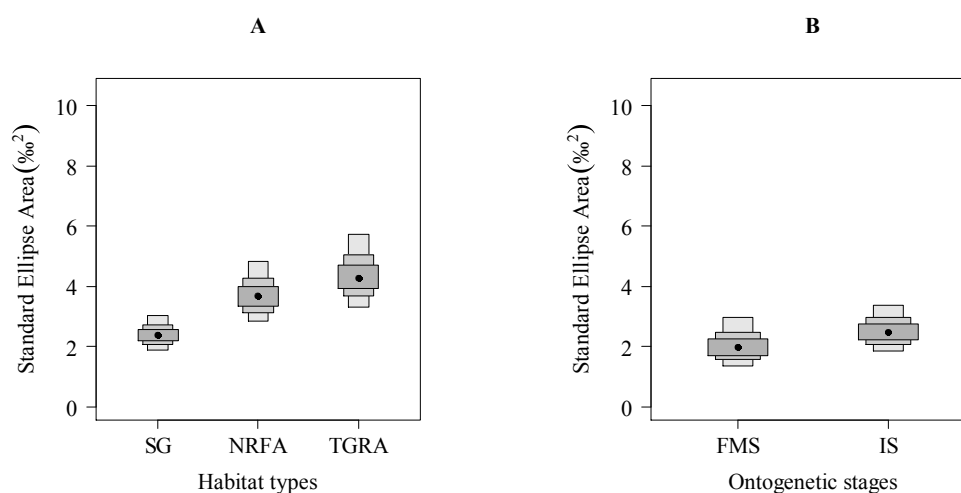 A
Standard Ellipse Area (‰²)
10
8
6
4
2
0
SG NRFA TGRA
Habitat types
B
Standard Ellipse Area (‰²)
10
8
6
4
2
0
FMS IS
Ontogenetic stages